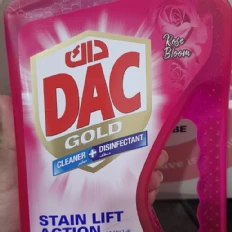 داك
DAC
GOLD
CLEANER + DISINFECTANT
Rose
Bloom
STAIN LIFT
ACTION